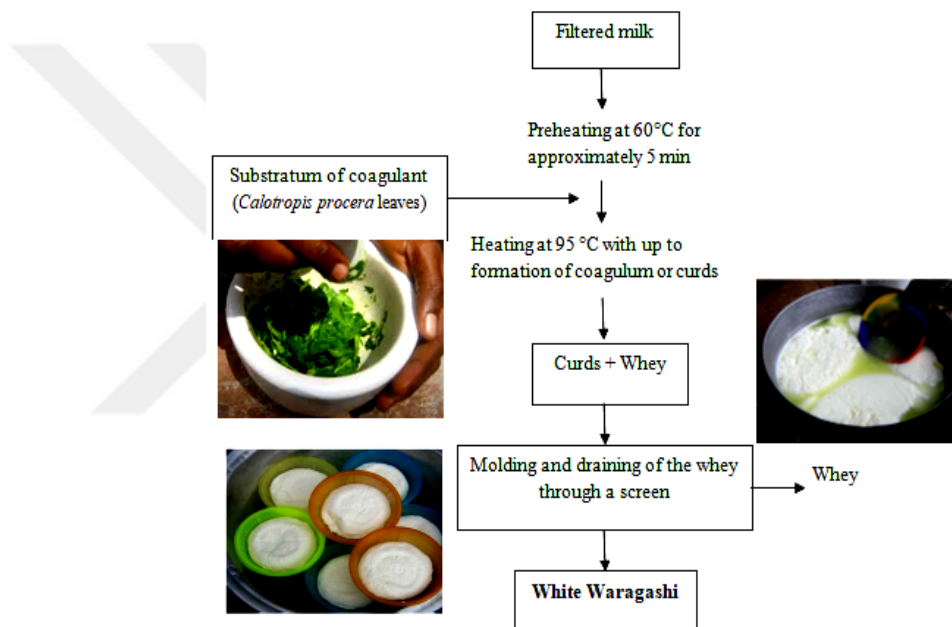 Filtered milk
Preheating at 60°C for
approximately 5 min
Substratum of coagulant
(Calotropis procera leaves)
Heating at 95 °C with up to
formation of coagulum or curds
Curds + Whey
Molding and draining of the whey
through a screen
Whey
White Waragashi